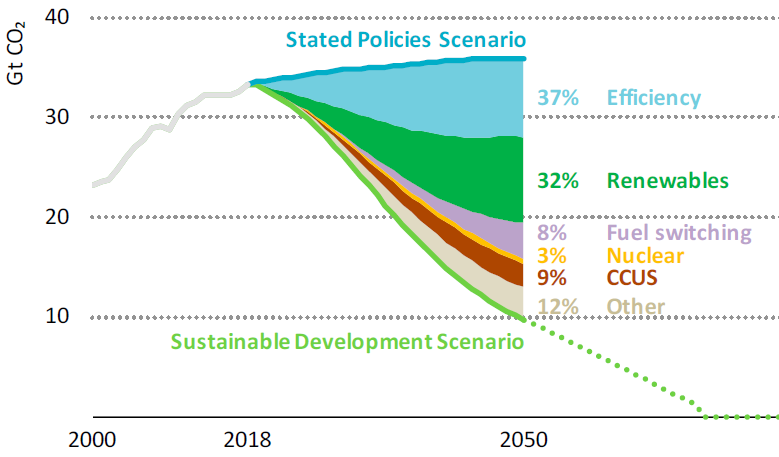 40
Gt CO₂
Stated Policies Scenario
37% Efficiency
30
32% Renewables
20
8% Fuel switching
3% Nuclear
9% CCUS
12% Other
10
Sustainable Development Scenario
2000 2018 2050